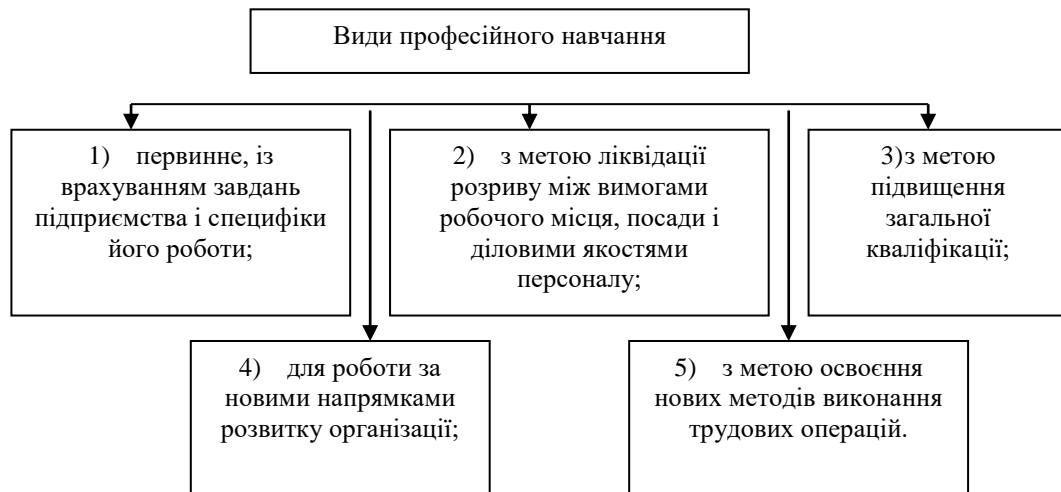 Види професійного навчання
1) первинне, із
врахуванням завдань
підприємства і специфіки
його роботи;
2) з метою ліквідації
розриву між вимогами
робочого місця, посади і
діловими якостями
персоналу;
3)з метою
підвищення
загальної
кваліфікації;
4) для роботи за
новими напрямками
розвитку організації;
5) з метою освоєння
нових методів виконання
трудових операцій.